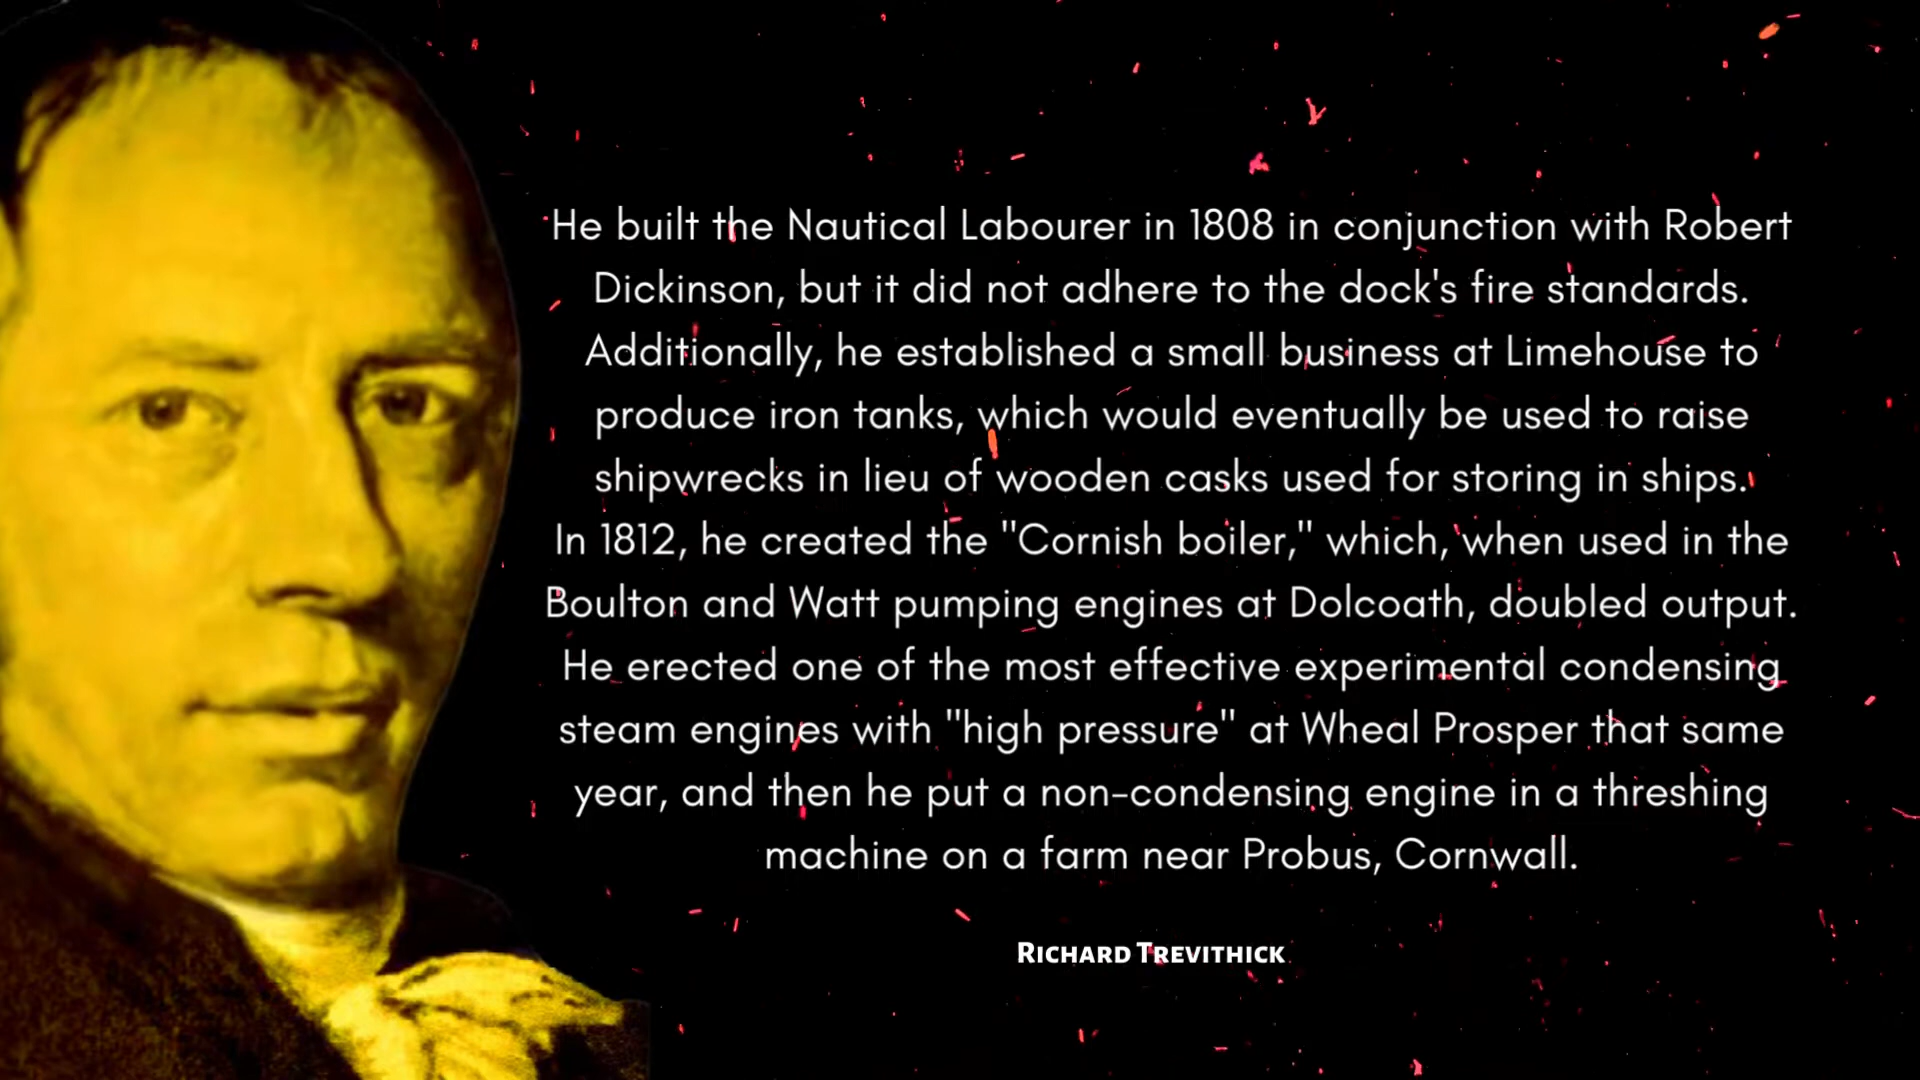 He built the Nautical Labourer in 1808 in conjunction with Robert
Dickinson, but it did not adhere to the dock's fire standards.
Additionally, he established a small business at Limehouse to
produce iron tanks, which would eventually be used to raise
shipwrecks in lieu of wooden casks used for storing in ships.
In 1812, he created the "Cornish boiler," which, when used in the
Boulton and Watt pumping engines at Dolcoath, doubled output.
He erected one of the most effective experimental condensing
steam engines with "high pressure" at Wheal Prosper that same
year, and then he put a non-condensing engine in a threshing
machine on a farm near Probus, Cornwall.
Richard Trevithick